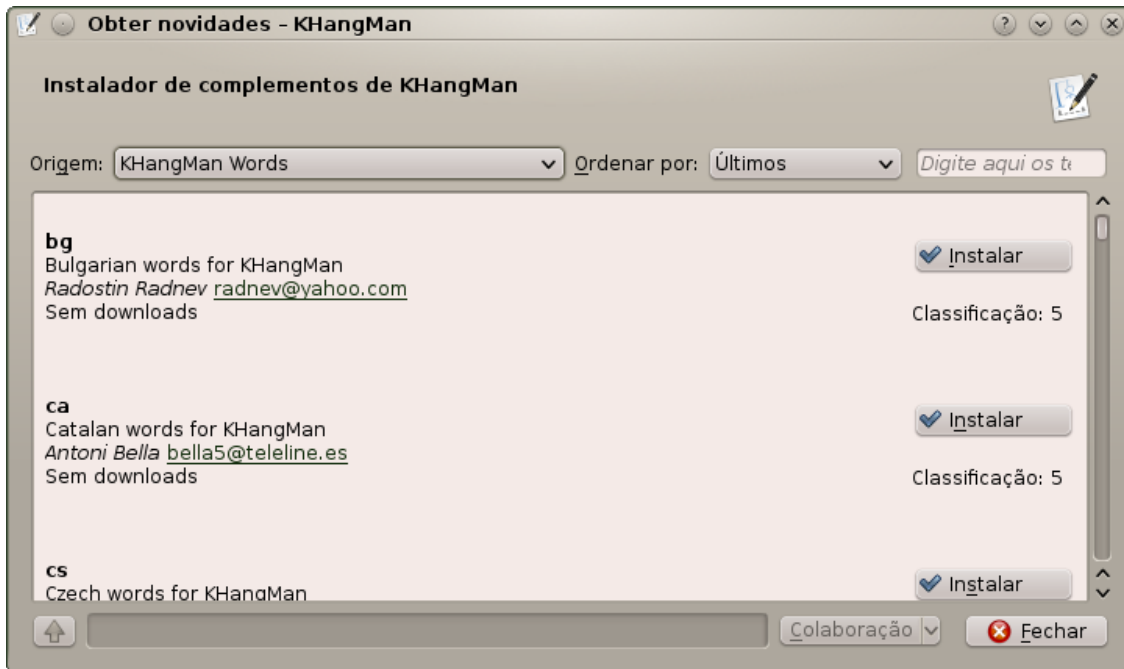 Obter novidades – KHangMan
Instalador de complementos de KHangMan
Origem: KHangMan Words Ordenar por: Últimos Digite aqui os te
bg
Bulgarian words for KHangMan Instalar
Radostin Radnev radnev@yahoo.com
Sem downloads Classificação: 5
ca
Catalan words for KHangMan Instalar
Antoni Bella bella5@teleline.es
Sem downloads Classificação: 5
cs
Czech words for KHangMan Instalar
Colaboração Fechar